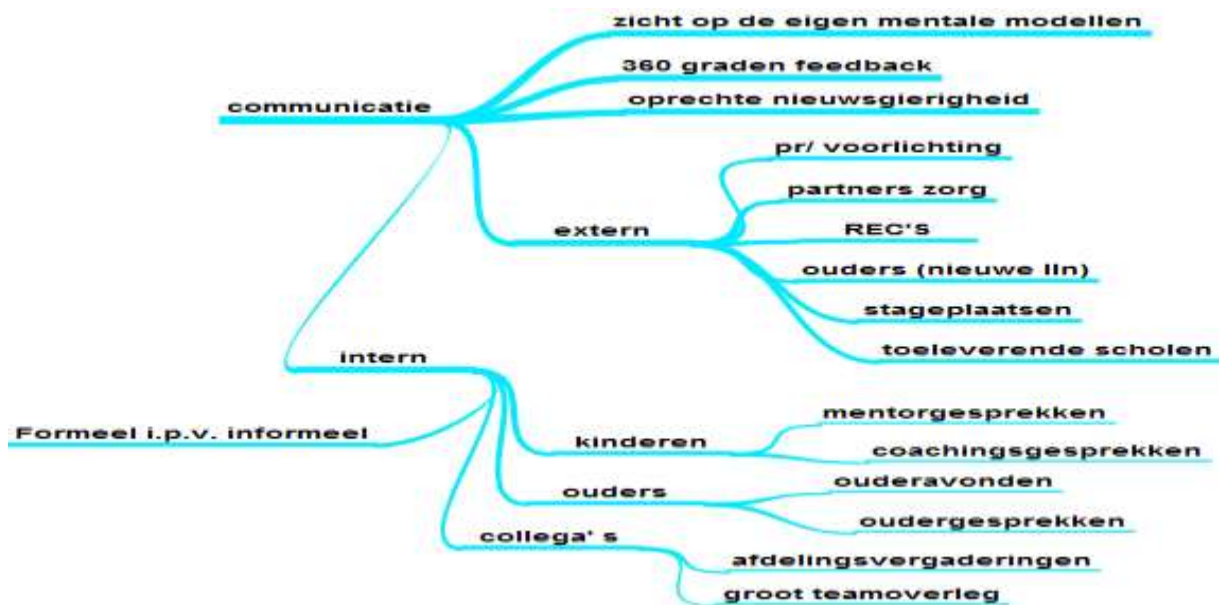 zicht op de eigen mentale modellen
360 graden feedback
oprechte nieuwsgierigheid
communicatie
pr/ voorlichting
partners zorg
extern
REC'S
ouders (nieuwe lln)
stageplaatsen
toeleverende scholen
intern
Formeel i.p.v. informeel
kinderen
mentorgesprekken
coachingsgesprekken
ouders
ouderavonden
oudergesprekken
collega' s
afdelingsvergaderingen
groot teamoverleg